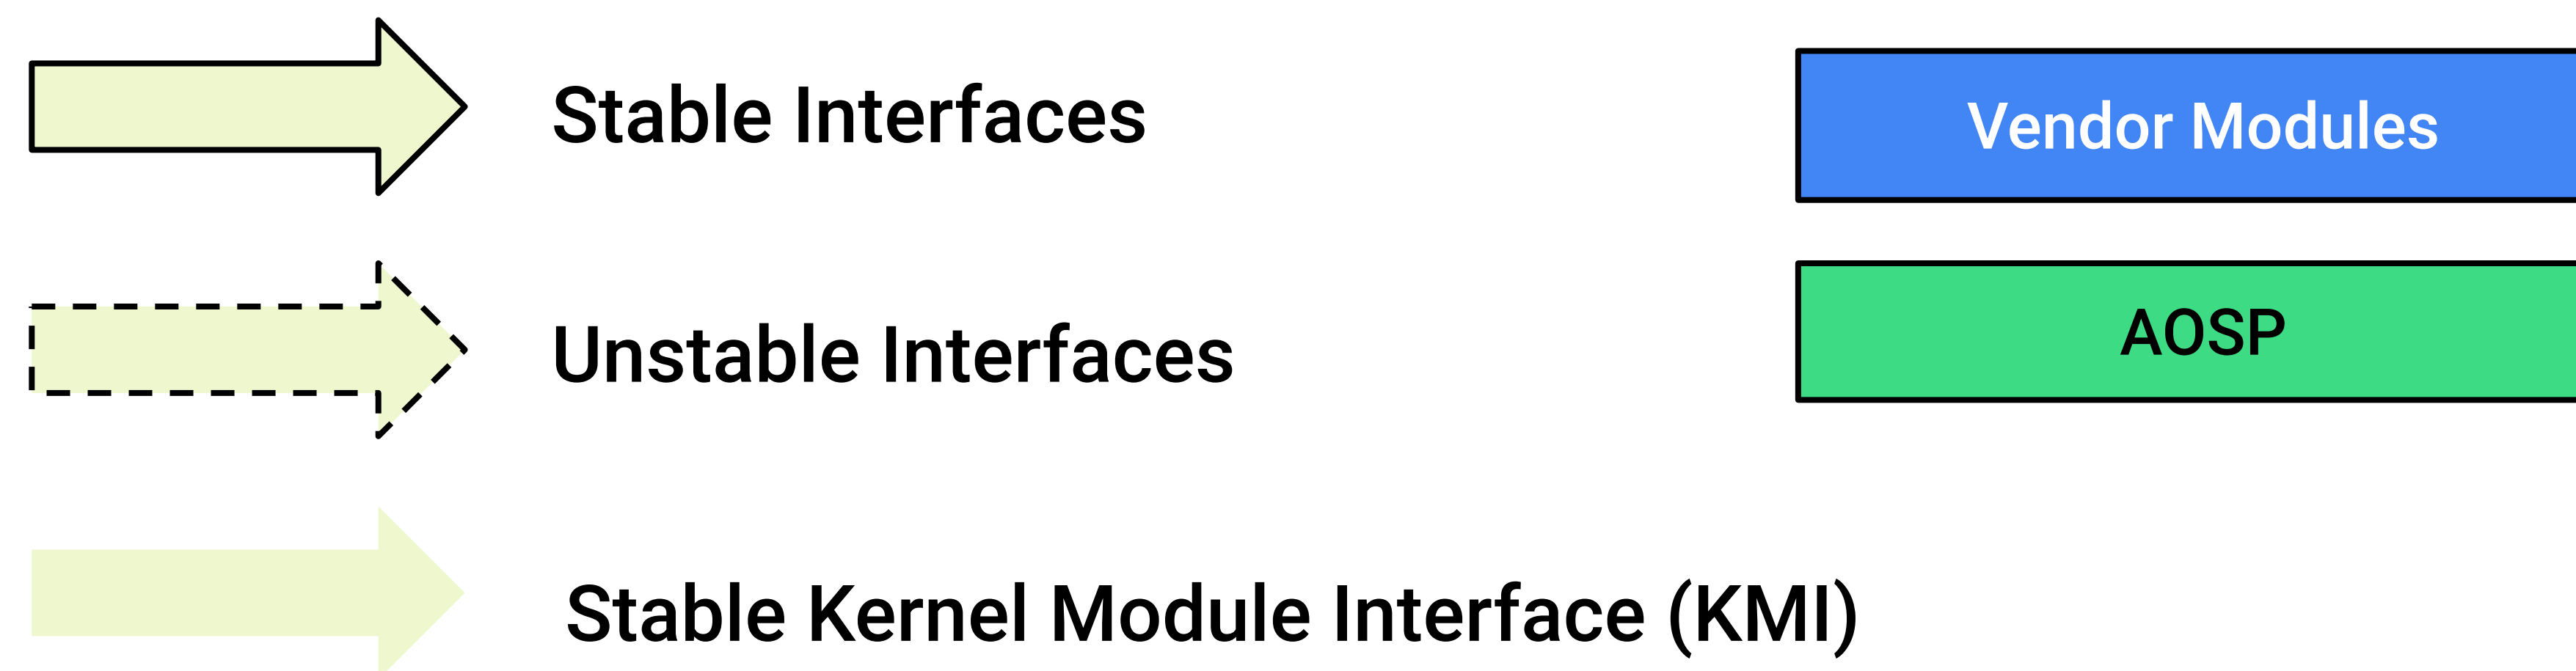 Stable Interfaces
Vendor Modules
Unstable Interfaces
AOSP
Stable Kernel Module Interface (KMI)